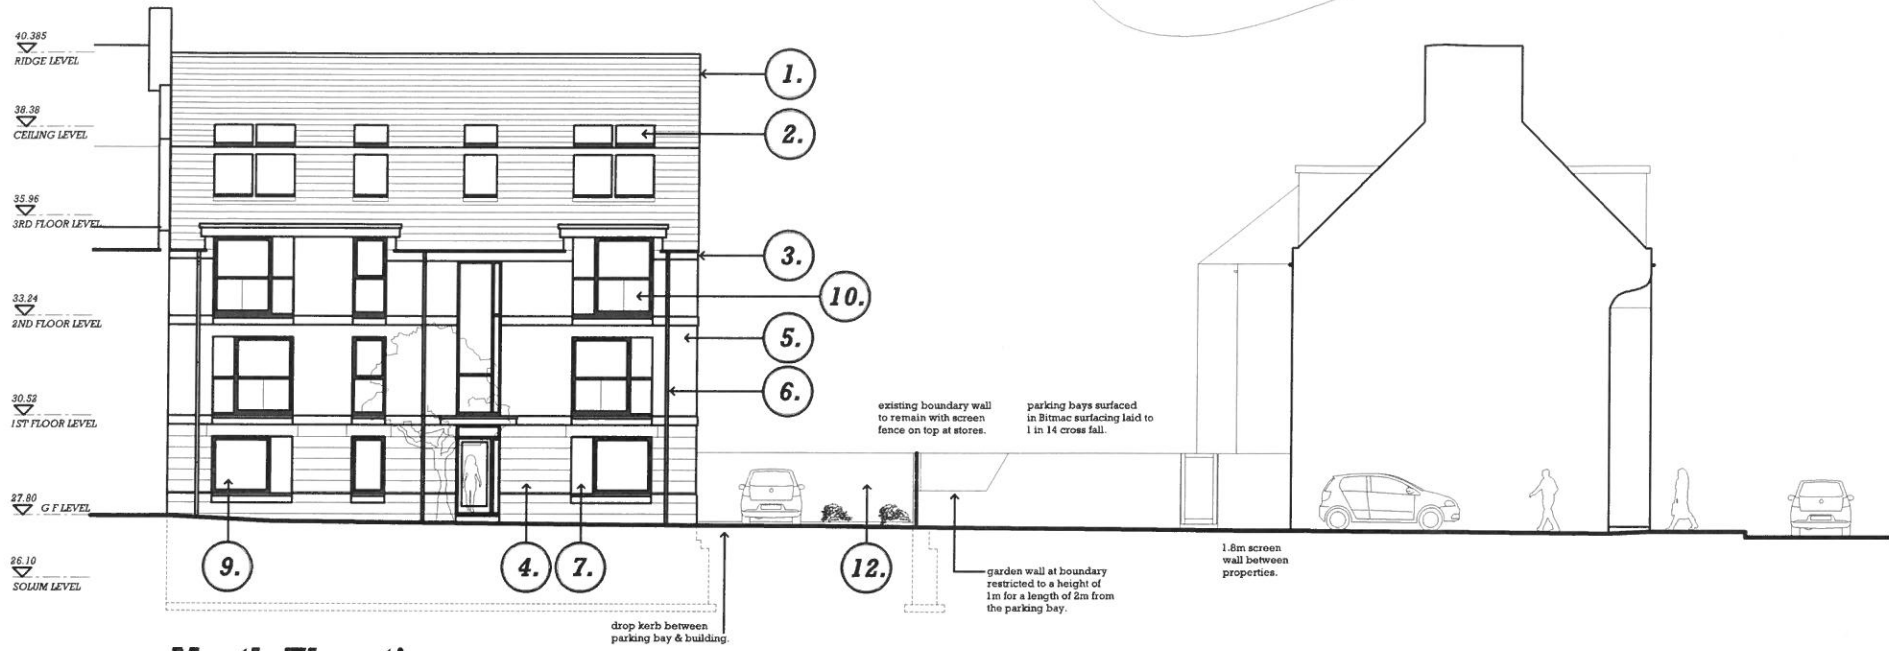 40.385
RIDGE LEVEL
38.38
CEILING LEVEL
35.96
3RD FLOOR LEVEL
33.24
2ND FLOOR LEVEL
30.52
1ST FLOOR LEVEL
27.80
G F LEVEL
26.10
SOLUM LEVEL
1.
2.
3.
10.
5.
6.
9.
4.
7.
12.
existing boundary wall
to remain with screen
fence on top at stores.
parking bays surfaced
in Bitmac surfacing laid to
1 in 14 cross fall.
1.8m screen
wall between
properties.
garden wall at boundary
restricted to a height of
1m for a length of 2m from
the parking bay.
drop kerb between
parking bay & building.